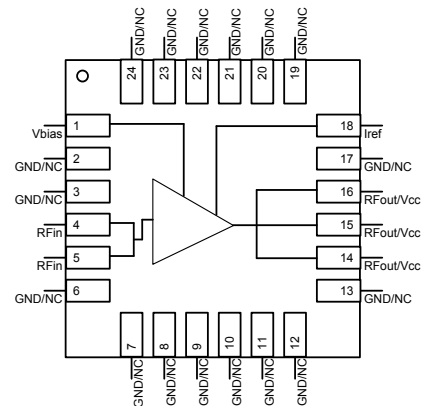 GND/NC GND/NC GND/NC GND/NC GND/NC GND/NC
24 23 22 21 20 19
Vbias 1 18 Iref
GND/NC 2 17 GND/NC
GND/NC 3 16 RFout/Vcc
RFin 4 15 RFout/Vcc
RFin 5 14 RFout/Vcc
GND/NC 6 13 GND/NC
7 8 9 10 11 12
GND/NC GND/NC GND/NC GND/NC GND/NC GND/NC